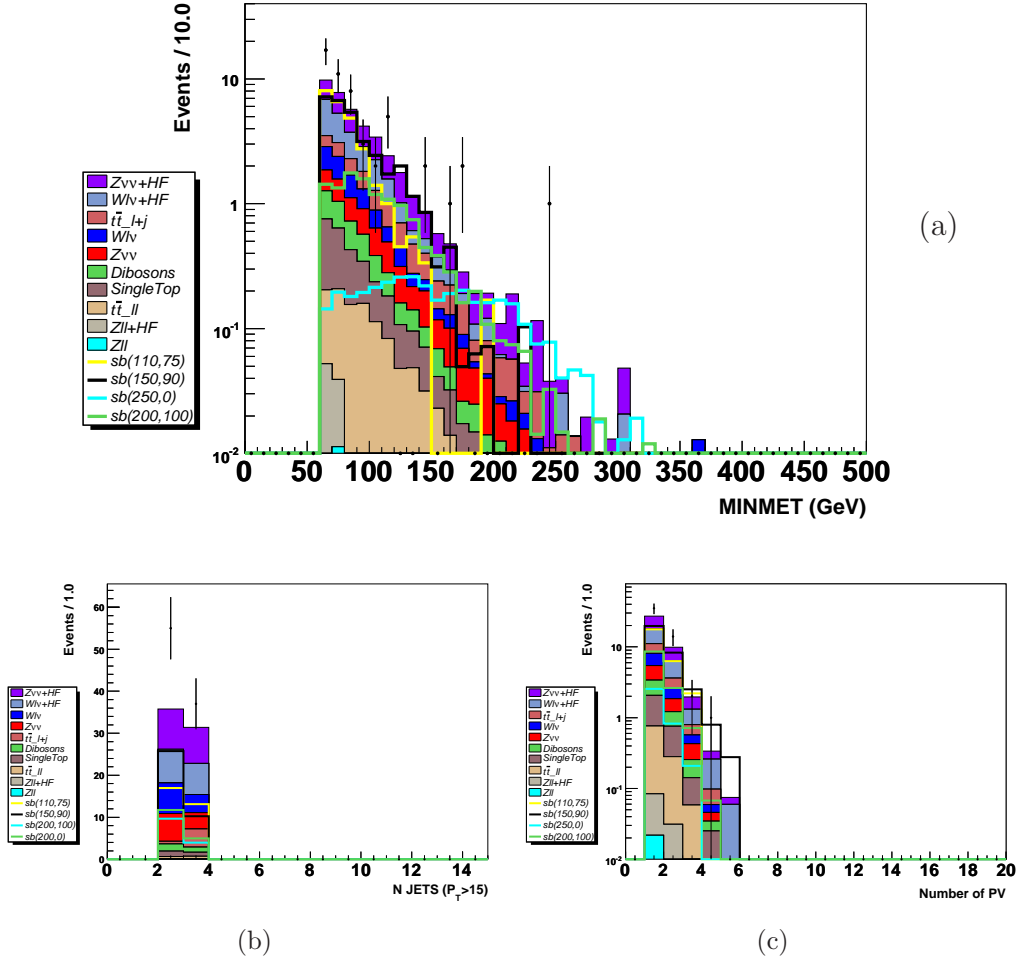 Events / 10.0
10
1
10-1
10-2
0 50 100 150 200 250 300 350 400 450 500
MINMET (GeV)
Zνν+HF
Wlν+HF
tt̄_l+j
Wlν
Zνν
Dibosons
SingleTop
tt̄_ll
Zll+HF
Zll
sb(110,75)
sb(150,90)
sb(250,0)
sb(200,100)
(a)
Events / 1.0
60
50
40
30
20
10
0
0 2 4 6 8 10 12 14
N JETS (P_T>15)
Zνν+HF
Wlν+HF
Wlν
Zνν
tt̄_l+j
Dibosons
SingleTop
tt̄_ll
Zll+HF
Zll
sb(110,75)
sb(150,90)
sb(200,100)
sb(200,0)
(b)
Events / 1.0
10
1
10-1
10-2
0 2 4 6 8 10 12 14 16 18 20
Number of PV
Zνν+HF
Wlν+HF
tt̄_l+j
Wlν
Zνν
Dibosons
SingleTop
tt̄_ll
Zll+HF
Zll
sb(110,75)
sb(150,90)
sb(250,0)
sb(200,100)
(c)